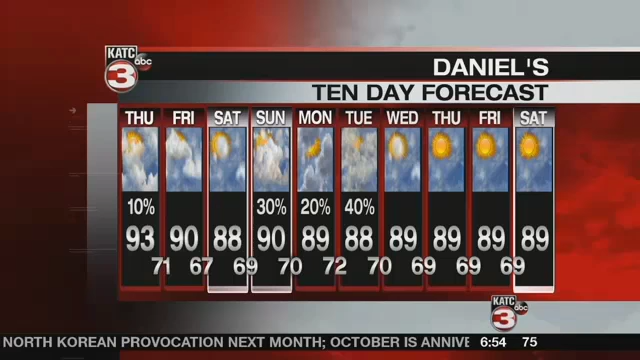 KATC
3
abc
DANIEL'S
TEN DAY FORECAST
THU FRI SAT SUN MON TUE WED THU FRI SAT
10% 30% 20% 40%
93 90 88 90 89 88 89 89 89 89
71 67 69 70 72 70 69 69 69
KATC
3
abc
NORTH KOREAN PROVOCATION NEXT MONTH; OCTOBER IS ANNIVE 6:54 75